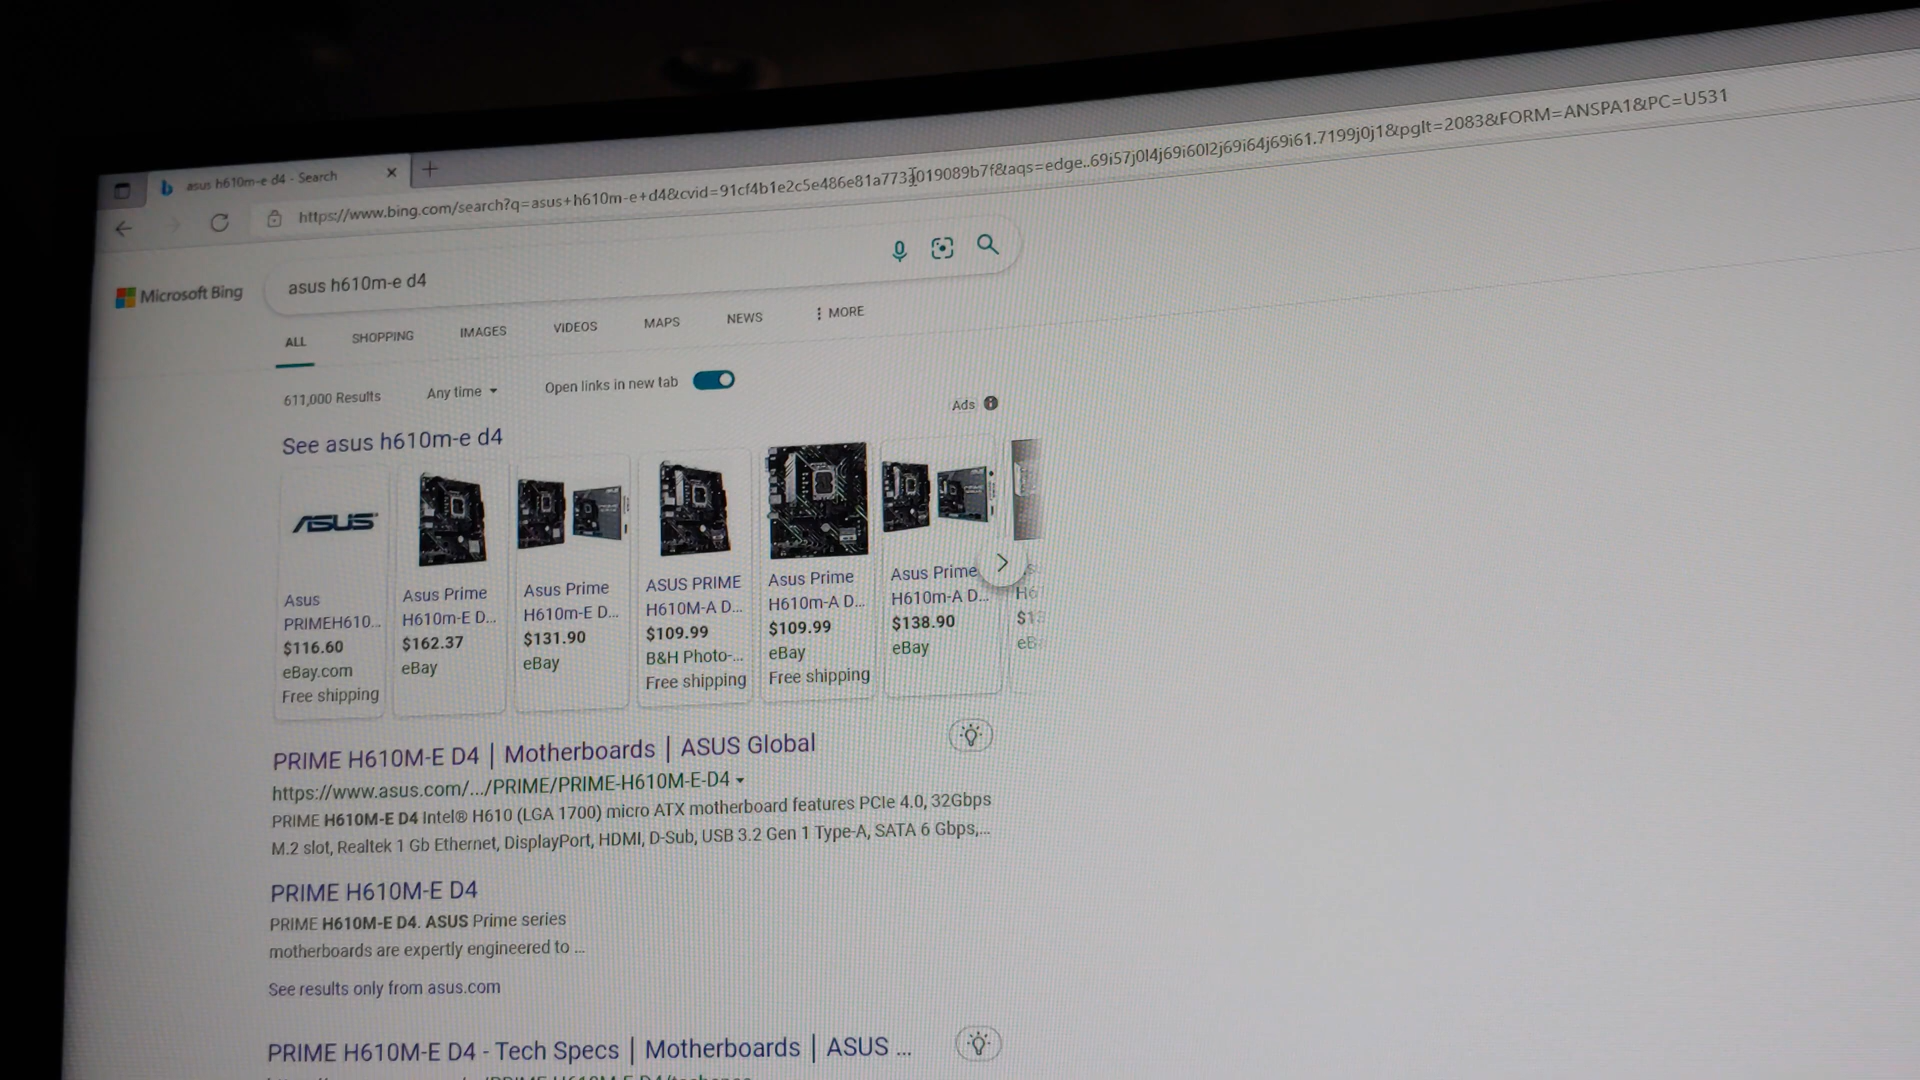 asus h610m-e d4 - Search
https://www.bing.com/search?q=asus+h610m-e+d4&cvid=91cf4b1e2c5e486e81a773019089b7f&aqs=edge..69i57j0l4j69i60l2j69i64j69i61.7199j0j1&pglt=2083&FORM=ANSPA1&PC=U531
Microsoft Bing
asus h610m-e d4
ALL SHOPPING IMAGES VIDEOS MAPS NEWS MORE
611,000 Results Any time Open links in new tab
Ads
See asus h610m-e d4
ASUS
Asus
PRIMEH610...
$116.60
eBay.com
Free shipping
Asus Prime
H610m-E D...
$162.37
eBay
Asus Prime
H610m-E D...
$131.90
eBay
ASUS PRIME
H610M-A D...
$109.99
B&H Photo-...
Free shipping
Asus Prime
H610m-A D...
$109.99
eBay
Free shipping
Asus Prime
H610m-A D...
$138.90
eBay
PRIME H610M-E D4 | Motherboards | ASUS Global
https://www.asus.com/.../PRIME/PRIME-H610M-E-D4
PRIME H610M-E D4 Intel® H610 (LGA 1700) micro ATX motherboard features PCIe 4.0, 32Gbps
M.2 slot, Realtek 1 Gb Ethernet, DisplayPort, HDMI, D-Sub, USB 3.2 Gen 1 Type-A, SATA 6 Gbps,...
PRIME H610M-E D4
PRIME H610M-E D4. ASUS Prime series
motherboards are expertly engineered to ...
See results only from asus.com
PRIME H610M-E D4 - Tech Specs | Motherboards | ASUS ...